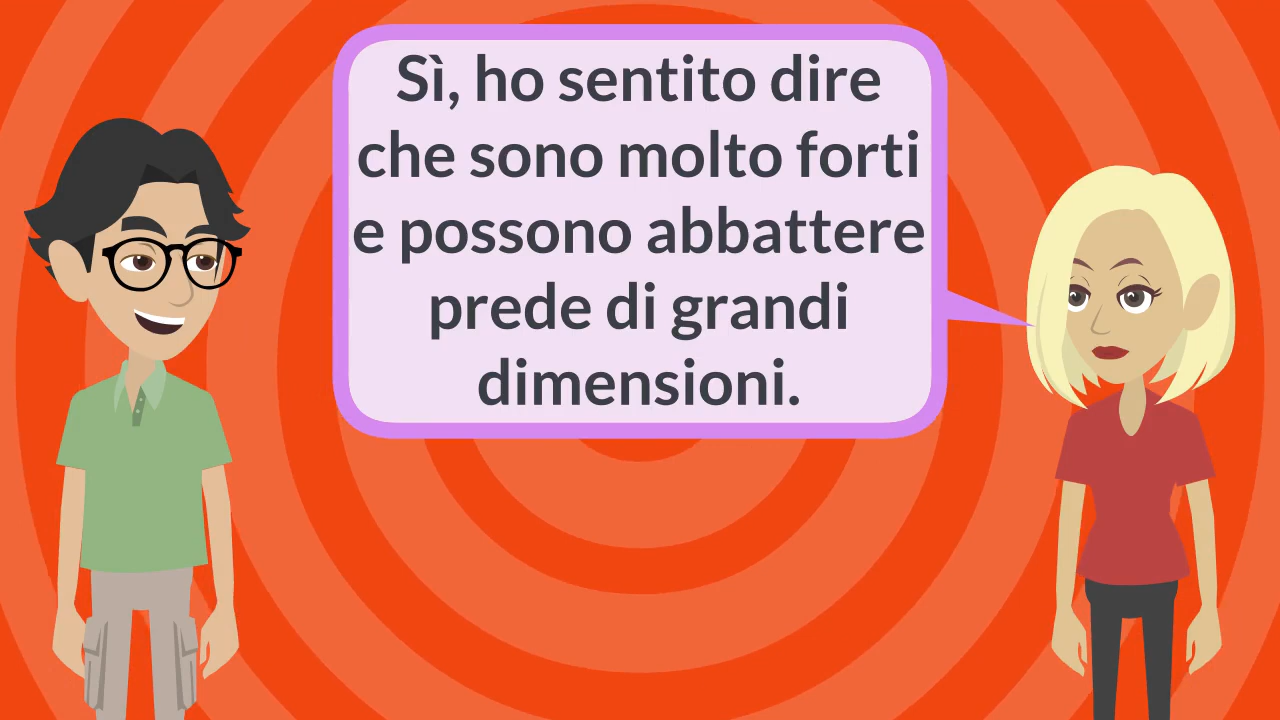 Sì, ho sentito dire
che sono molto forti
e possono abbattere
prede di grandi
dimensioni.